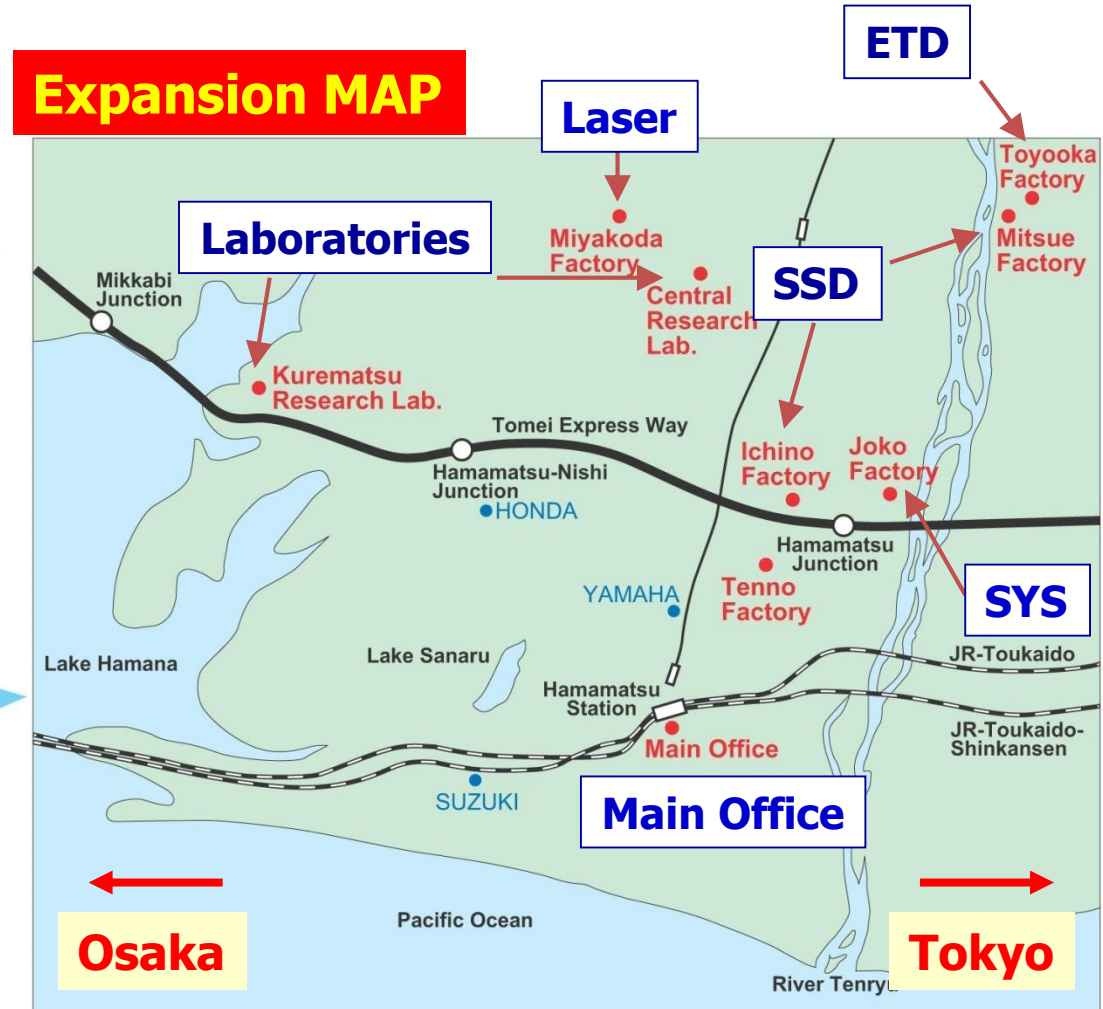 ETD
Expansion MAP
Laser
Toyooka
Factory
Laboratories
Miyakoda
Factory
Mitsue
Factory
Mikkabi
Junction
Central
Research
Lab.
SSD
Kurematsu
Research Lab.
Tomei Express Way
Ichino
Factory
Joko
Factory
Hamamatsu-Nishi
Junction
HONDA
Hamamatsu
Junction
YAMAHA
Tenno
Factory
SYS
Lake Hamana
Lake Sanaru
JR-Toukaido
Hamamatsu
Station
JR-Toukaido-
Shinkansen
Main Office
SUZUKI
Main Office
Pacific Ocean
Osaka
Tokyo
River Tenryu